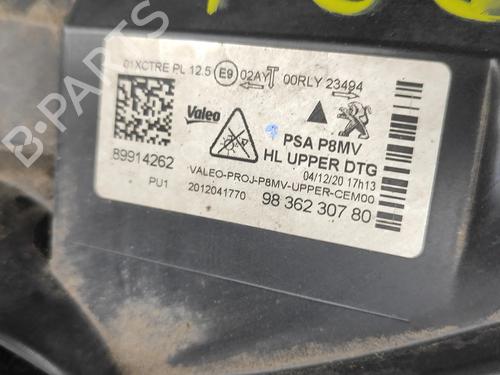 01XCTRE PL 12.5 E9 02AYT 00RLY 23494
Valeo
PSA P8MV
HL UPPER DTG
04/12/20 17h13
89914262
PU1
VALEO-PROJ-P8MV-UPPER-CEM00
2012041770
98 362 307 80
B-PARTS